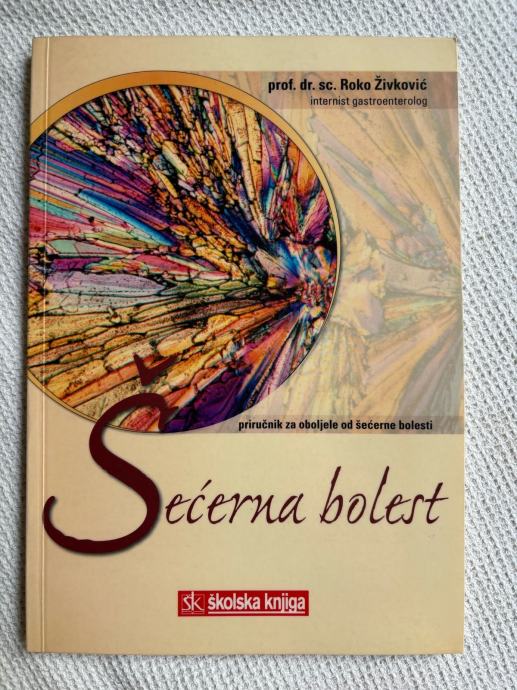 prof. dr. sc. Roko Živković
internist gastroenterolog
priručnik za oboljele od šećerne bolesti
Šećerna bolest
ŠK školska knjiga